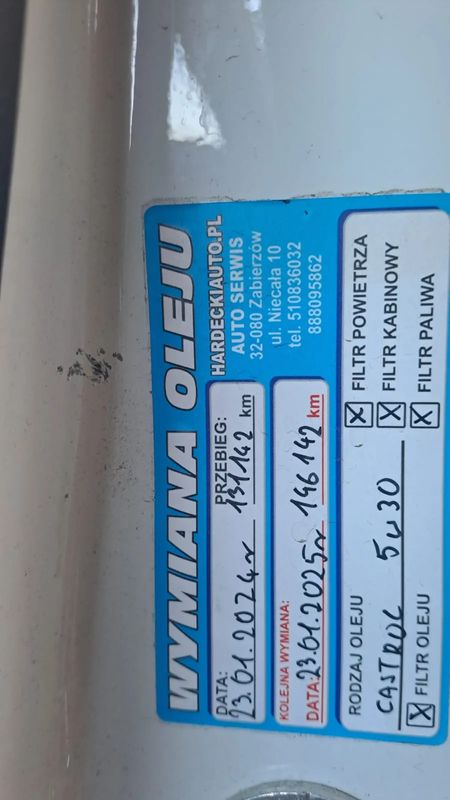 WYMIANA OLEJU
HARDECKIAUTO.PL
AUTO SERWIS
32-080 Zabierzów
ul. Niecała 10
tel. 510836032
888095862
DATA: PRZEBIEG:
23.01.2024r 131142 km
KOLEJNA WYMIANA:
DATA: 23.01.2025r 146142 km
RODZAJ OLEJU
CASTROL 5w30
FILTR OLEJU
FILTR POWIETRZA
FILTR KABINOWY
FILTR PALIWA